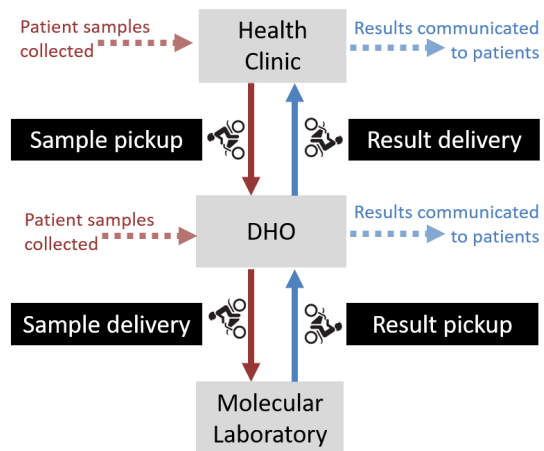 Patient samples
collected
Health
Clinic
Results communicated
to patients
Sample pickup
Result delivery
Patient samples
collected
DHO
Results communicated
to patients
Sample delivery
Result pickup
Molecular
Laboratory